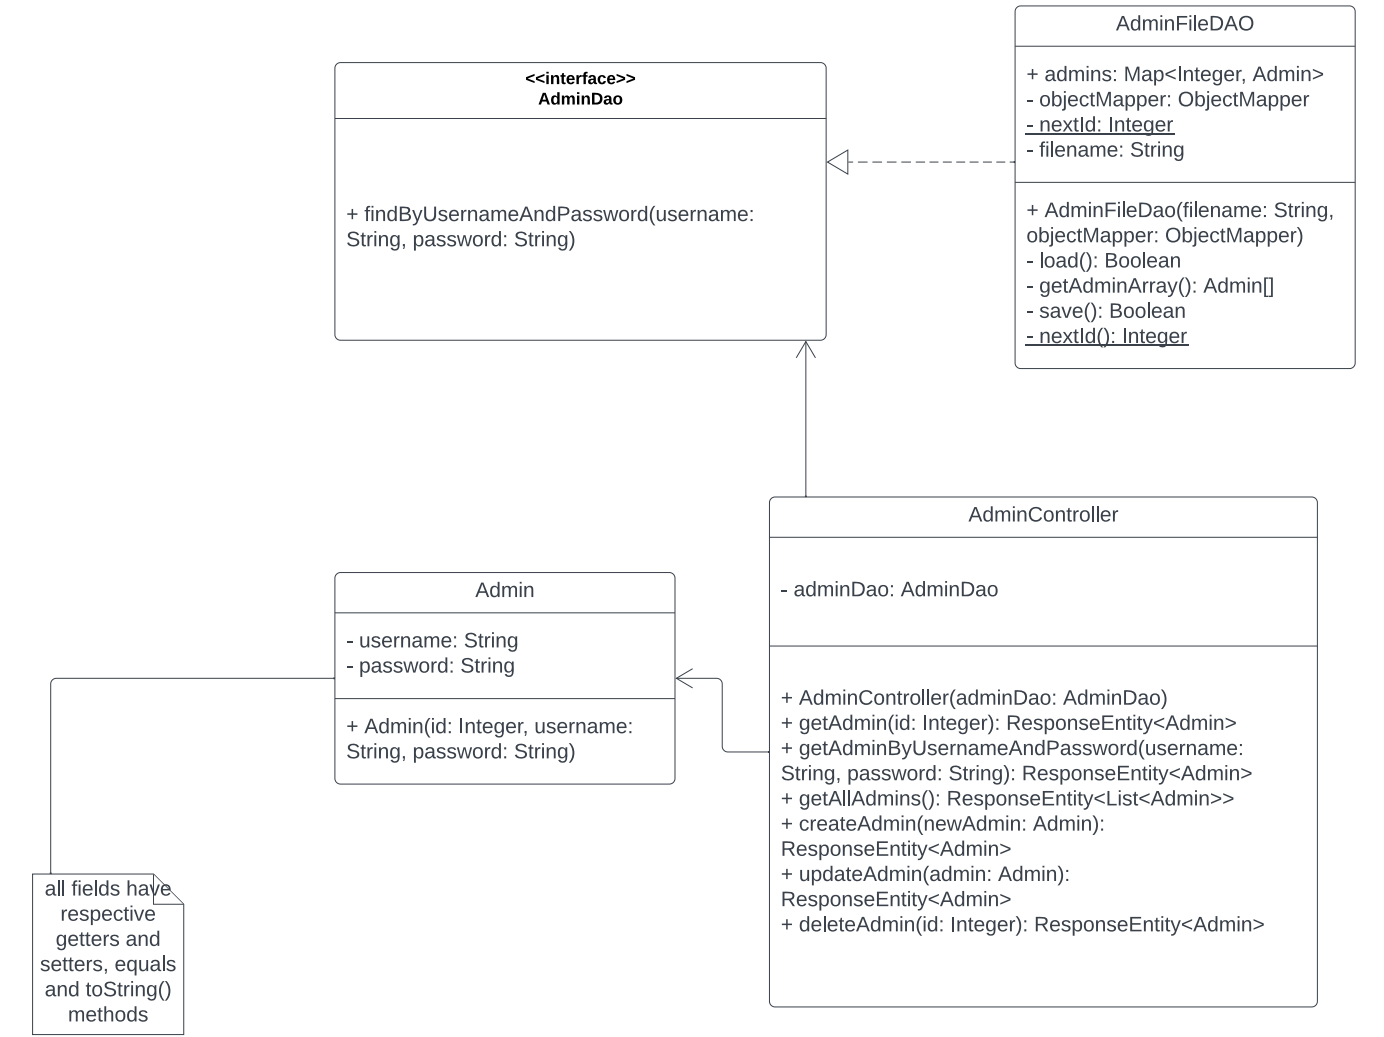 AdminFileDAO
+ admins: Map<Integer, Admin>
- objectMapper: ObjectMapper
- nextId: Integer
- filename: String
+ AdminFileDao(filename: String,
objectMapper: ObjectMapper)
- load(): Boolean
- getAdminArray(): Admin[]
- save(): Boolean
- nextId(): Integer
<<interface>>
AdminDao
+ findByUsernameAndPassword(username:
String, password: String)
AdminController
- adminDao: AdminDao
+ AdminController(adminDao: AdminDao)
+ getAdmin(id: Integer): ResponseEntity<Admin>
+ getAdminByUsernameAndPassword(username:
String, password: String): ResponseEntity<Admin>
+ getAllAdmins(): ResponseEntity<List<Admin>>
+ createAdmin(newAdmin: Admin):
ResponseEntity<Admin>
+ updateAdmin(admin: Admin):
ResponseEntity<Admin>
+ deleteAdmin(id: Integer): ResponseEntity<Admin>
Admin
- username: String
- password: String
+ Admin(id: Integer, username:
String, password: String)
all fields have
respective
getters and
setters, equals
and toString()
methods